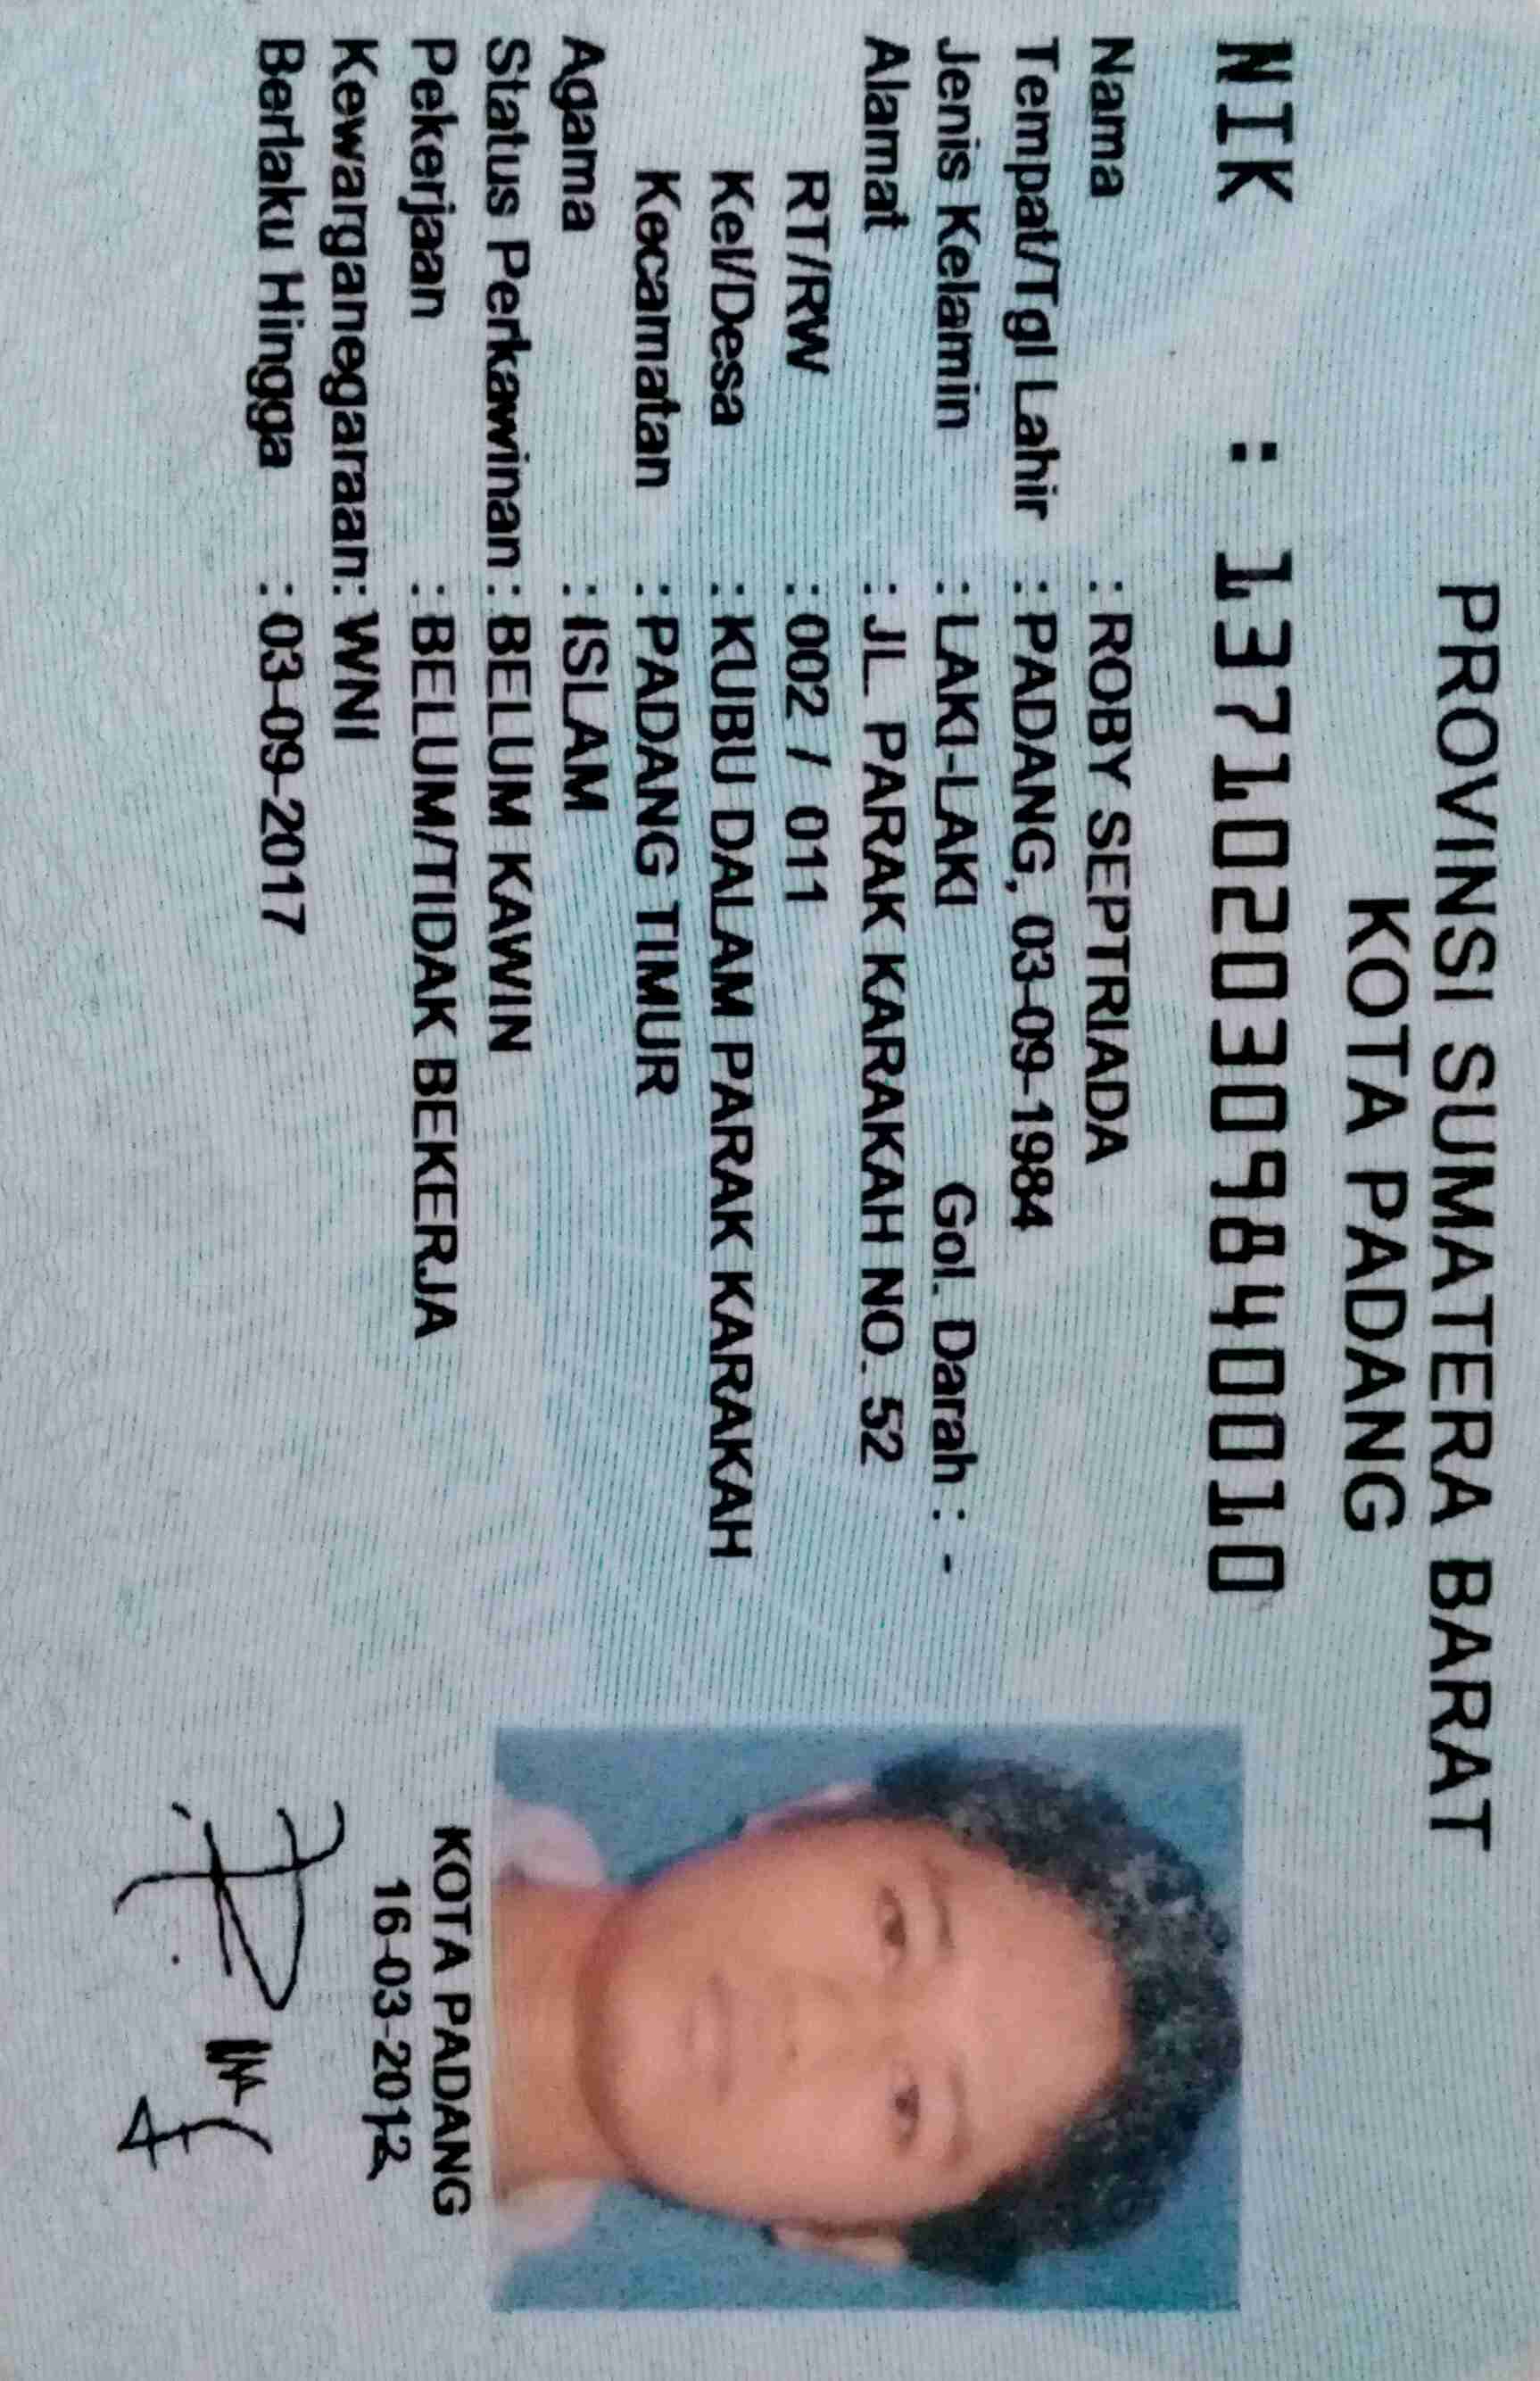 PROVINSI SUMATERA BARAT
KOTA PADANG
NIK : 1371020309840010
Nama : ROBY SEPTRIADA
Tempat/Tgl Lahir : PADANG, 03-09-1984
Jenis Kelamin : LAKI-LAKI Gol. Darah : -
Alamat : JL. PARAK KARAKAH NO. 52
RT/RW : 002 / 011
Kel/Desa : KUBU DALAM PARAK KARAKAH
Kecamatan : PADANG TIMUR
Agama : ISLAM
Status Perkawinan : BELUM KAWIN
Pekerjaan : BELUM/TIDAK BEKERJA
Kewarganegaraan: WNI
Berlaku Hingga : 03-09-2017
KOTA PADANG
16-03-2012